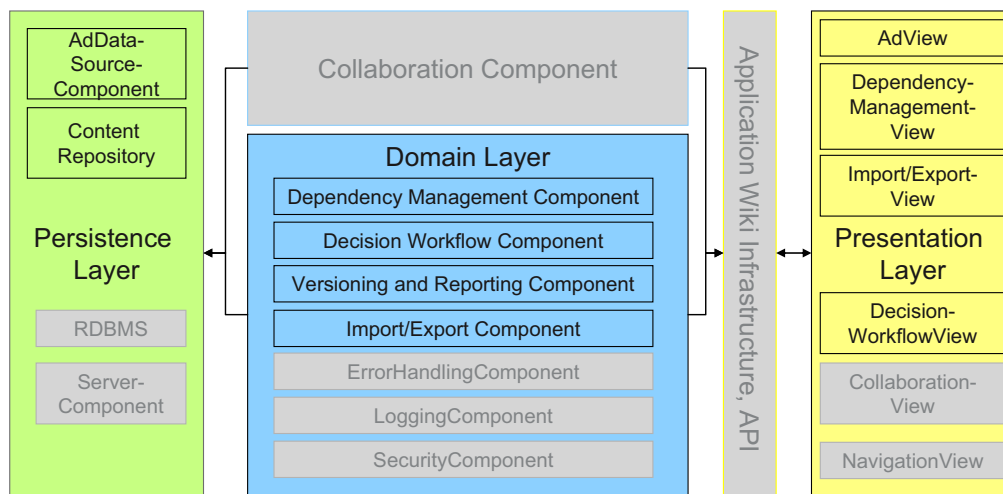 AdData-
Source-
Component
Content
Repository
Persistence
Layer
RDBMS
Server-
Component
Collaboration Component
Domain Layer
Dependency Management Component
Decision Workflow Component
Versioning and Reporting Component
Import/Export Component
ErrorHandlingComponent
LoggingComponent
SecurityComponent
Application Wiki Infrastructure, API
AdView
Dependency-
Management-
View
Import/Export-
View
Presentation
Layer
Decision-
WorkflowView
Collaboration-
View
NavigationView